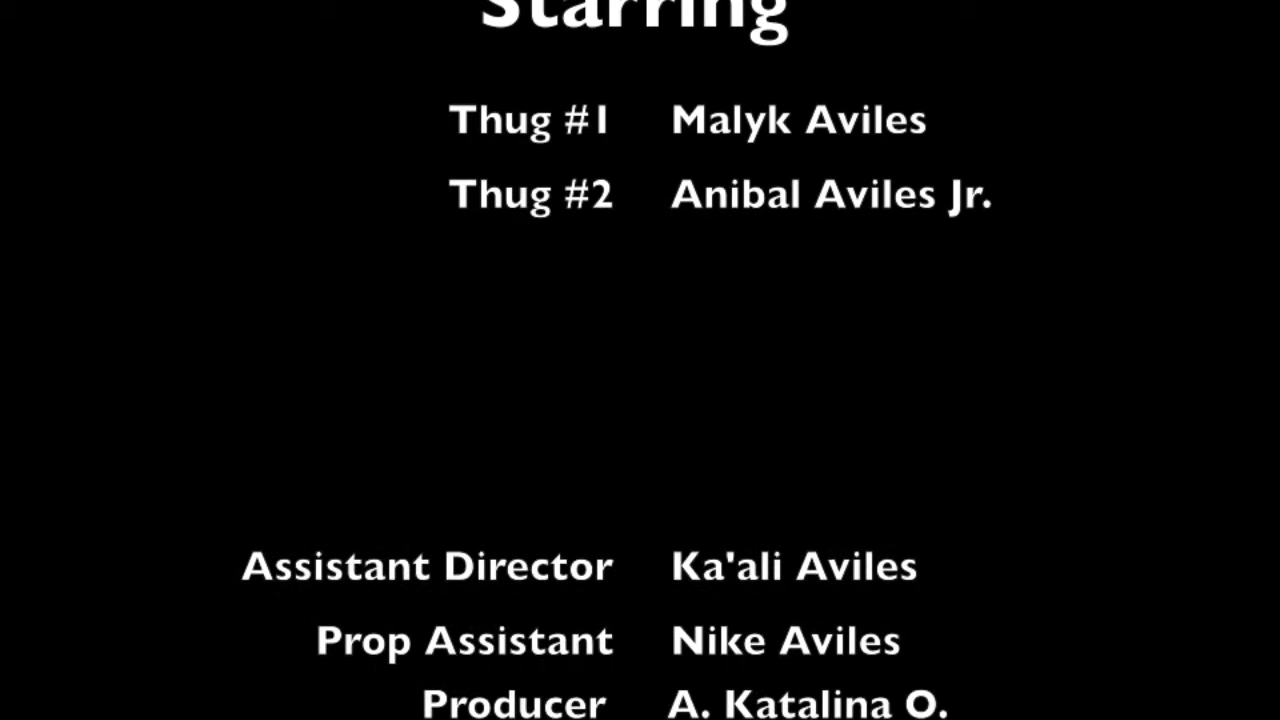 Starring
Thug #1 Malyk Aviles
Thug #2 Anibal Aviles Jr.
Assistant Director Ka'ali Aviles
Prop Assistant Nike Aviles
Producer A. Katalina O.